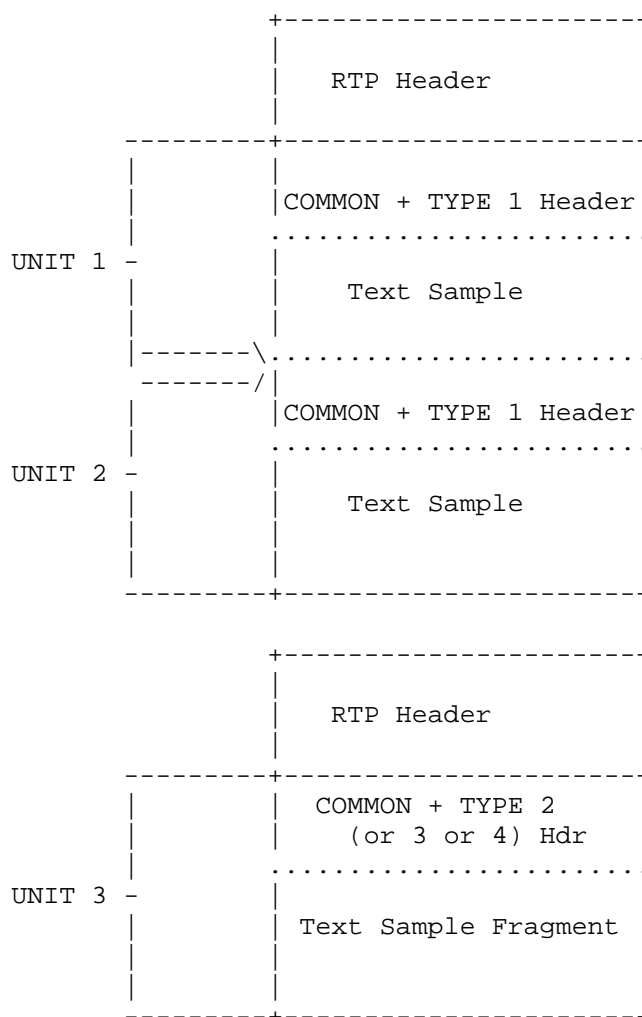 RTP Header
COMMON + TYPE 1 Header
UNIT 1
Text Sample
COMMON + TYPE 1 Header
UNIT 2
Text Sample
RTP Header
COMMON + TYPE 2
(or 3 or 4) Hdr
UNIT 3
Text Sample Fragment